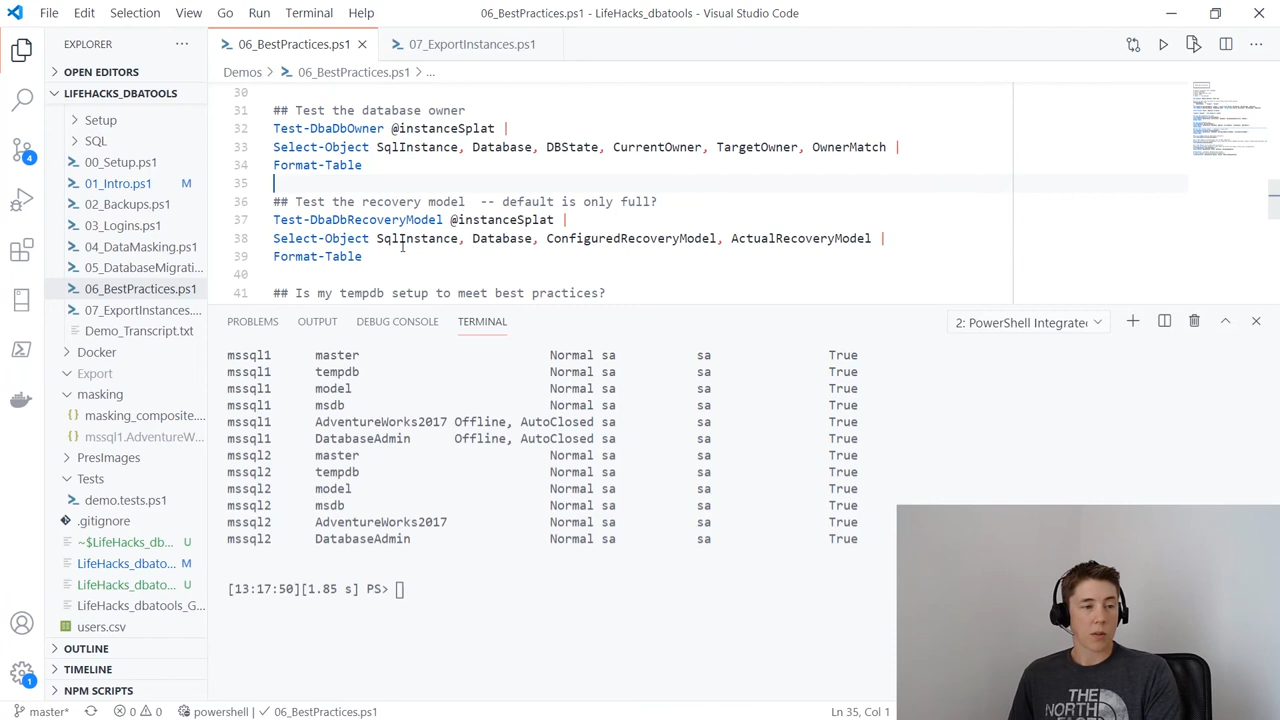 File Edit Selection View Go Run Terminal Help 06_BestPractices.ps1 - LifeHacks_dbatools - Visual Studio Code
EXPLORER
06_BestPractices.ps1
07_ExportInstances.ps1
Demos > 06_BestPractices.ps1 > ...
OPEN EDITORS
LIFEHACKS_DBATOOLS
Setup
SQL
00_Setup.ps1
01_Intro.ps1 M
02_Backups.ps1
03_Logins.ps1
04_DataMasking.ps1
05_DatabaseMigrati...
06_BestPractices.ps1
07_ExportInstances....
Demo_Transcript.txt
Docker
Export
masking
masking_composite....
mssql1.AdventureW...
PresImages
Tests
demo.tests.ps1
.gitignore
~$LifeHacks_db... U
LifeHacks_dbato... M
LifeHacks_dbato... U
LifeHacks_dbatools_G...
users.csv
OUTLINE
TIMELINE
NPM SCRIPTS
4
1
30
31 ## Test the database owner
32 Test-DbaDbOwner @instanceSplat |
33 Select-Object SqlInstance, Database, DBState, CurrentOwner, TargetOwner, OwnerMatch |
34 Format-Table
35
36 ## Test the recovery model -- default is only full?
37 Test-DbaDbRecoveryModel @instanceSplat |
38 Select-Object SqlInstance, Database, ConfiguredRecoveryModel, ActualRecoveryModel |
39 Format-Table
40
41 ## Is my tempdb setup to meet best practices?
PROBLEMS OUTPUT DEBUG CONSOLE TERMINAL 2: PowerShell Integrate
mssql1 master Normal sa sa True
mssql1 tempdb Normal sa sa True
mssql1 model Normal sa sa True
mssql1 msdb Normal sa sa True
mssql1 AdventureWorks2017 Offline, AutoClosed sa sa True
mssql1 DatabaseAdmin Offline, AutoClosed sa sa True
mssql2 master Normal sa sa True
mssql2 tempdb Normal sa sa True
mssql2 model Normal sa sa True
mssql2 msdb Normal sa sa True
mssql2 AdventureWorks2017 Normal sa sa True
mssql2 DatabaseAdmin Normal sa sa True
[13:17:50][1.85 s] PS>
THE
NORTH
master* 0 0 powershell 06_BestPractices.ps1 Ln 35, Col 1